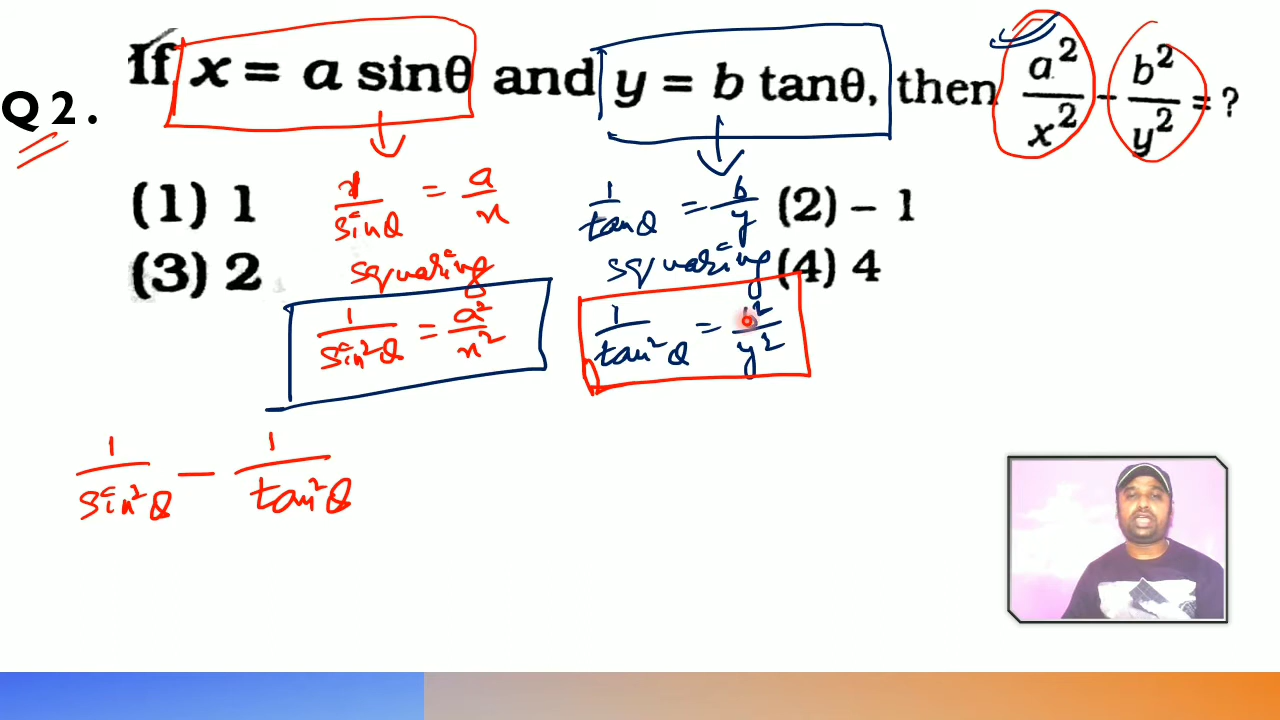 Q 2. If x = a sinθ and y = b tanθ, then a²/x² - b²/y² = ?
(1) 1
(2) - 1
(3) 2
(4) 4
1/sinθ = a/x
squaring
1/sin²θ = a²/x²
1/tanθ = b/y
squaring
1/tan²θ = b²/y²
1/sin²θ - 1/tan²θ